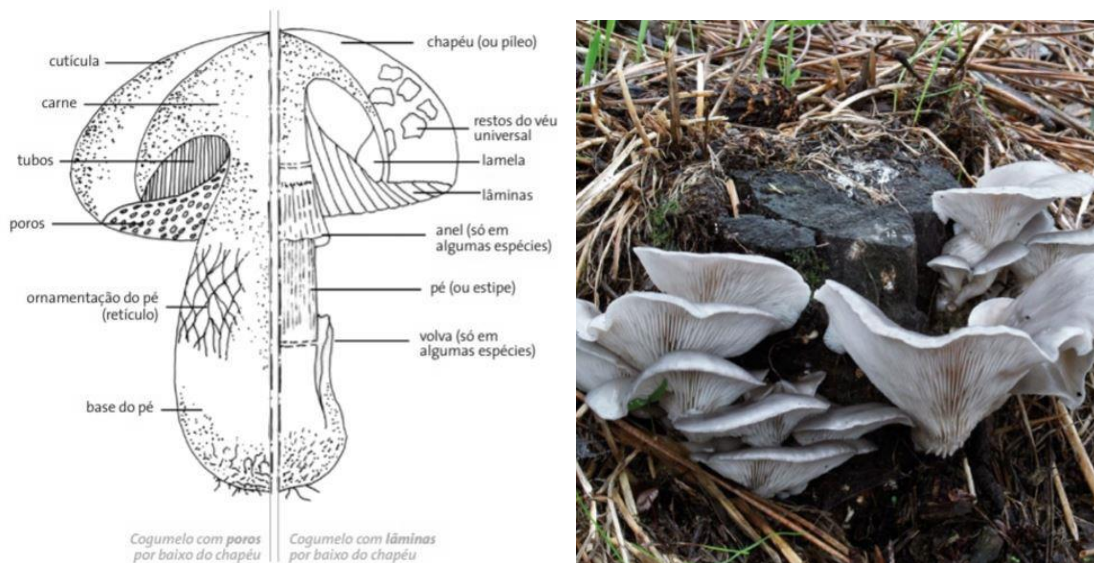 cutícula
carne
tubos
poros
ornamentação do pé
(retículo)
base do pé
chapéu (ou píleo)
restos do véu
universal
lamela
lâminas
anel (só em
algumas espécies)
pé (ou estipe)
volva (só em
algumas espécies)
Cogumelo com poros
por baixo do chapéu
Cogumelo com lâminas
por baixo do chapéu